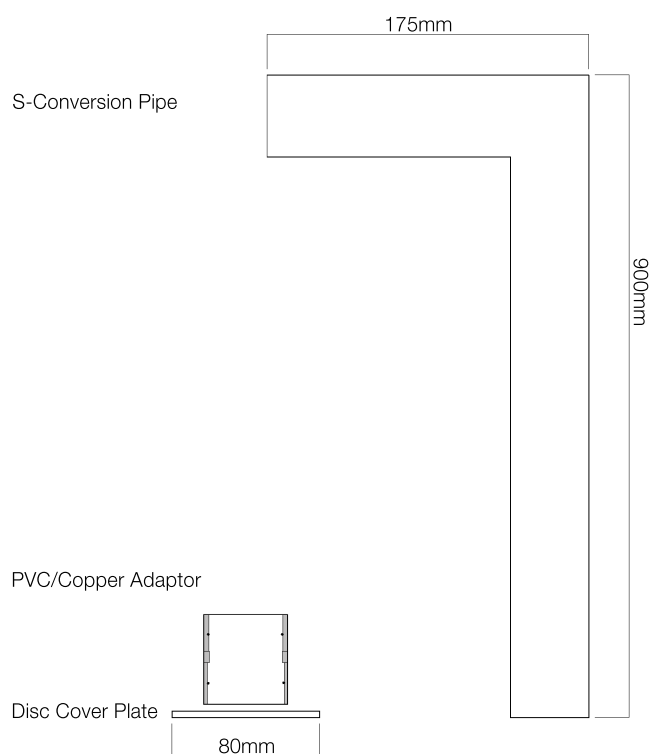 175mm
S-Conversion Pipe
900mm
PVC/Copper Adaptor
Disc Cover Plate
80mm